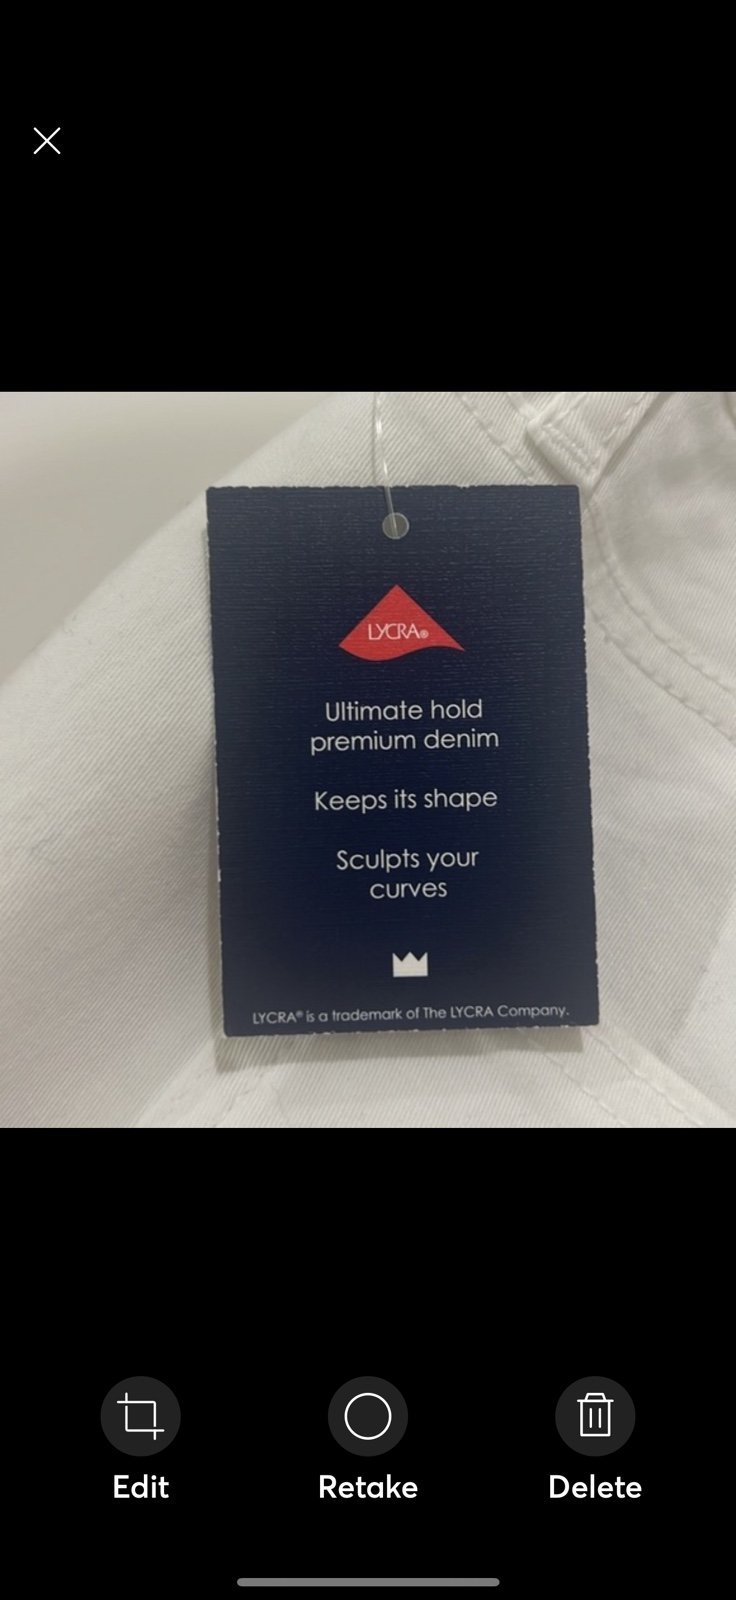 LYCRA®
Ultimate hold
premium denim
Keeps its shape
Sculpts your
curves
LYCRA® is a trademark of The LYCRA Company.
Edit
Retake
Delete